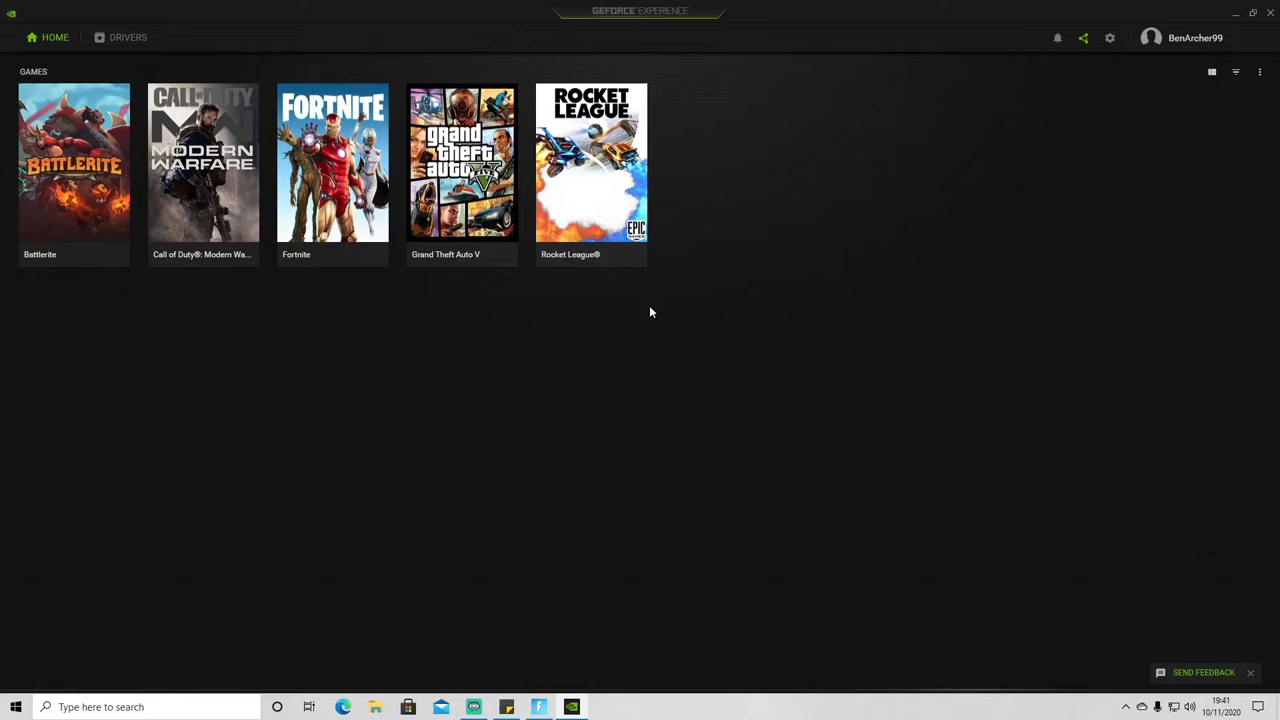 GEFORCE EXPERIENCE
HOME
DRIVERS
BenArcher99
GAMES
BATTLERITE
CALL OF DUTY
MW
MODERN
WARFARE
FORTNITE
grand
theft
auto
V
FIVE
ROCKET
LEAGUE
EPIC
GAMES
Battlerite
Call of Duty®: Modern Wa...
Fortnite
Grand Theft Auto V
Rocket League®
SEND FEEDBACK
Type here to search
19:41
10/11/2020